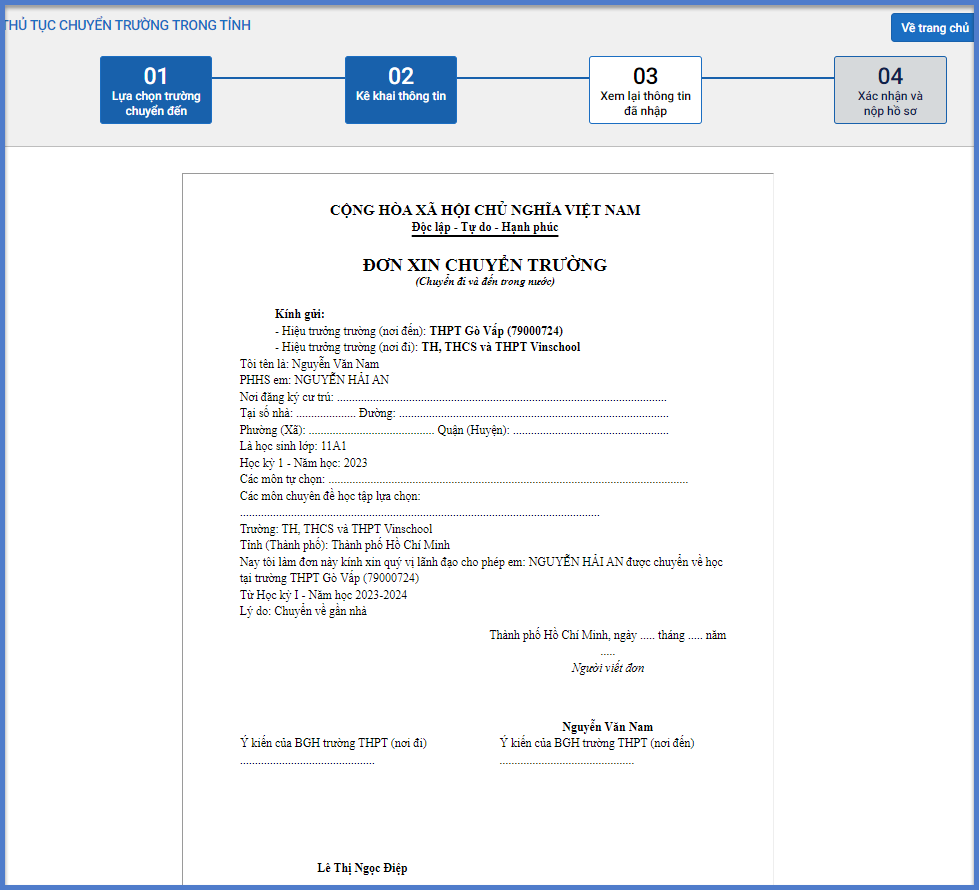 THỦ TỤC CHUYỂN TRƯỜNG TRONG TỈNH
Về trang chủ
01
Lựa chọn trường
chuyển đến
02
Kê khai thông tin
03
Xem lại thông tin
đã nhập
04
Xác nhận và
nộp hồ sơ
CỘNG HÒA XÃ HỘI CHỦ NGHĨA VIỆT NAM
Độc lập - Tự do - Hạnh phúc
ĐƠN XIN CHUYỂN TRƯỜNG
(Chuyển đi và đến trong nước)
Kính gửi:
- Hiệu trưởng trường (nơi đến): THPT Gò Vấp (79000724)
- Hiệu trưởng trường (nơi đi): TH, THCS và THPT Vinschool
Tôi tên là: Nguyễn Văn Nam
PHHS em: NGUYỄN HẢI AN
Nơi đăng ký cư trú: ..............................................................................................................
Tại số nhà: .................... Đường: ..........................................................................................
Phường (Xã): .......................................... Quận (Huyện): ....................................................
Là học sinh lớp: 11A1
Học kỳ 1 - Năm học: 2023
Các môn tự chọn: ........................................................................................................................
Các môn chuyên đề học tập lựa chọn:
........................................................................................................................
Trường: TH, THCS và THPT Vinschool
Tỉnh (Thành phố): Thành phố Hồ Chí Minh
Nay tôi làm đơn này kính xin quý vị lãnh đạo cho phép em: NGUYỄN HẢI AN được chuyển về học
tại trường THPT Gò Vấp (79000724)
Từ Học kỳ I - Năm học 2023-2024
Lý do: Chuyển về gần nhà
Thành phố Hồ Chí Minh, ngày ..... tháng ..... năm
.....
Người viết đơn
Nguyễn Văn Nam
Ý kiến của BGH trường THPT (nơi đi)
Ý kiến của BGH trường THPT (nơi đến)
.............................................
.............................................
Lê Thị Ngọc Điệp